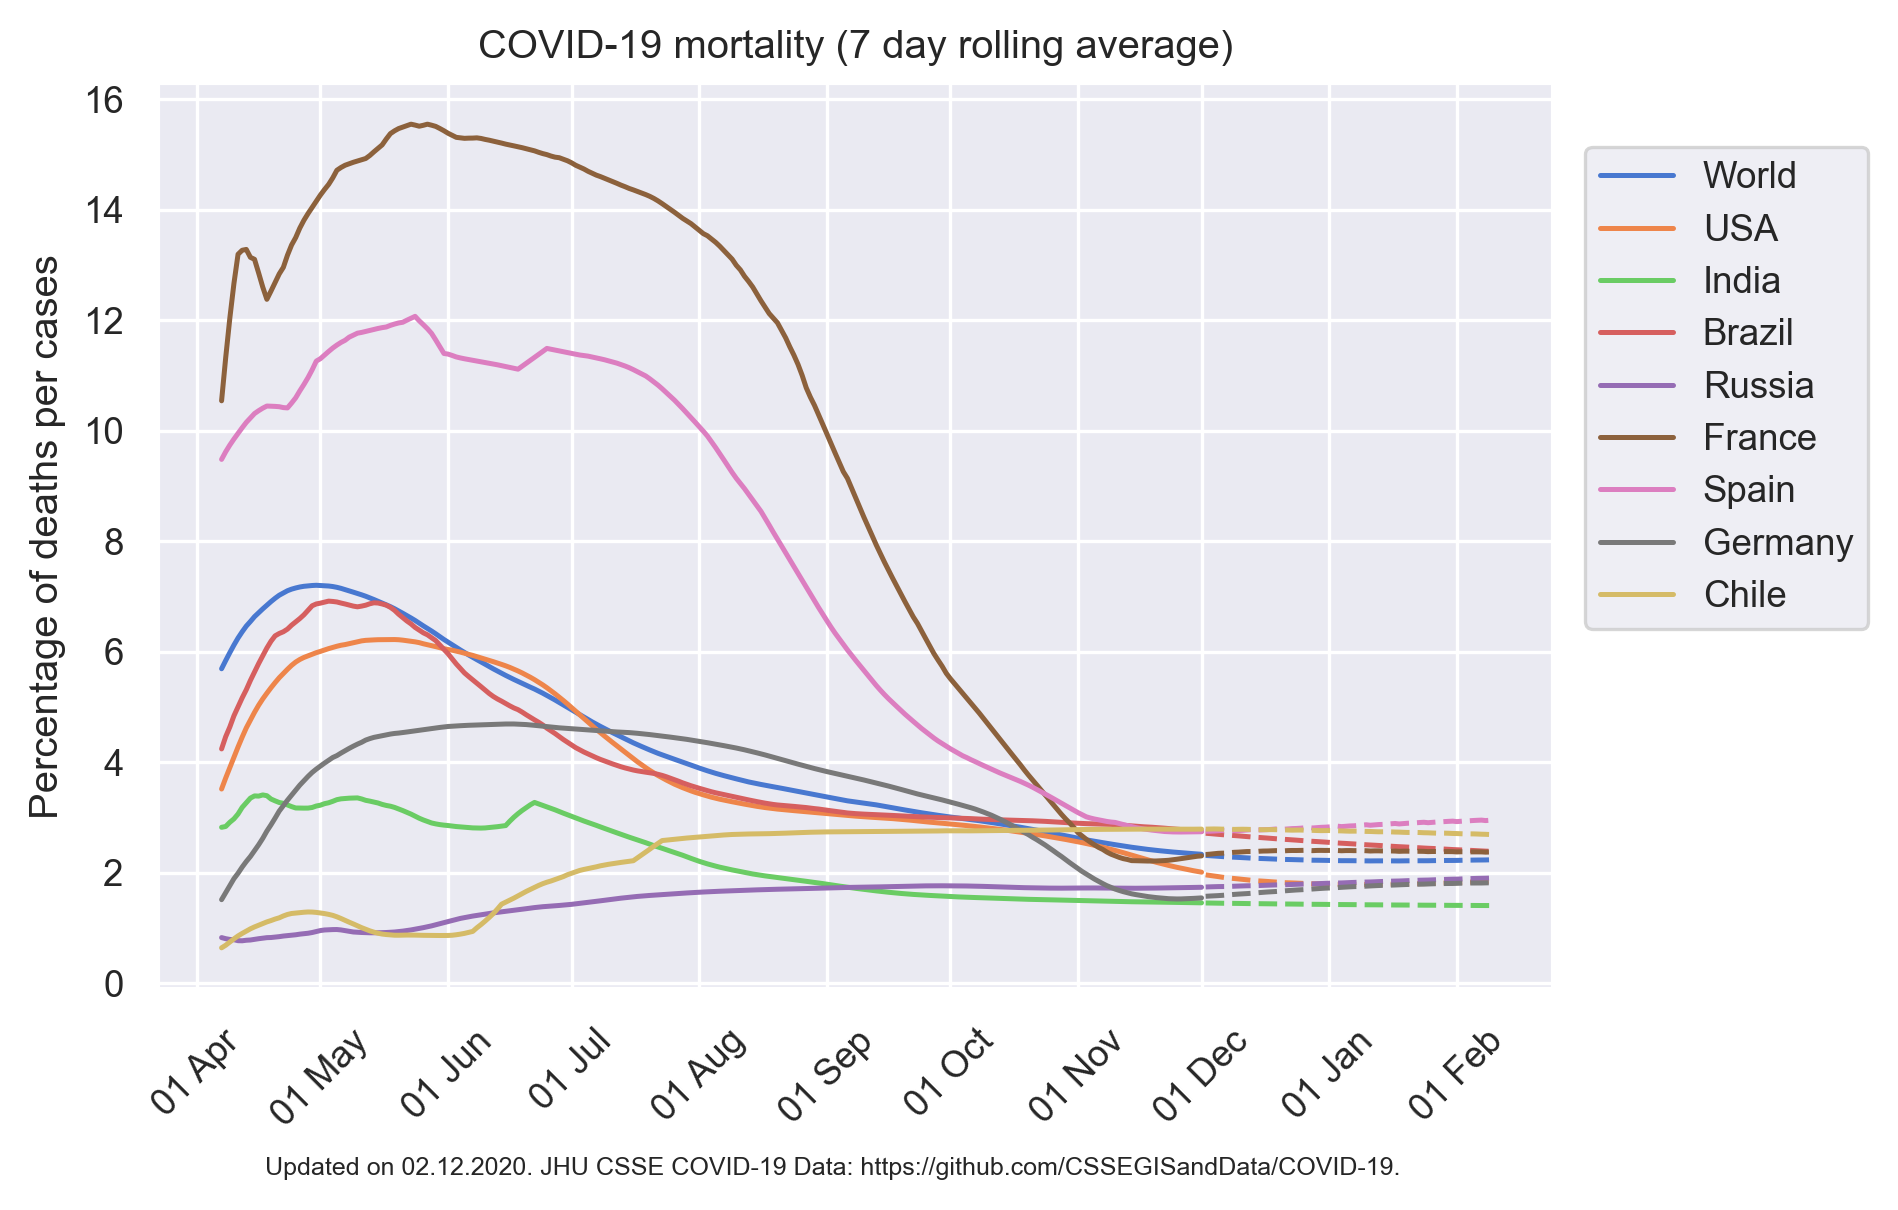 COVID-19 mortality (7 day rolling average)
Percentage of deaths per cases
16
14
12
10
8
6
4
2
0
01 Apr
01 May
01 Jun
01 Jul
01 Aug
01 Sep
01 Oct
01 Nov
01 Dec
01 Jan
01 Feb
World
USA
India
Brazil
Russia
France
Spain
Germany
Chile
Updated on 02.12.2020. JHU CSSE COVID-19 Data: https://github.com/CSSEGISandData/COVID-19.